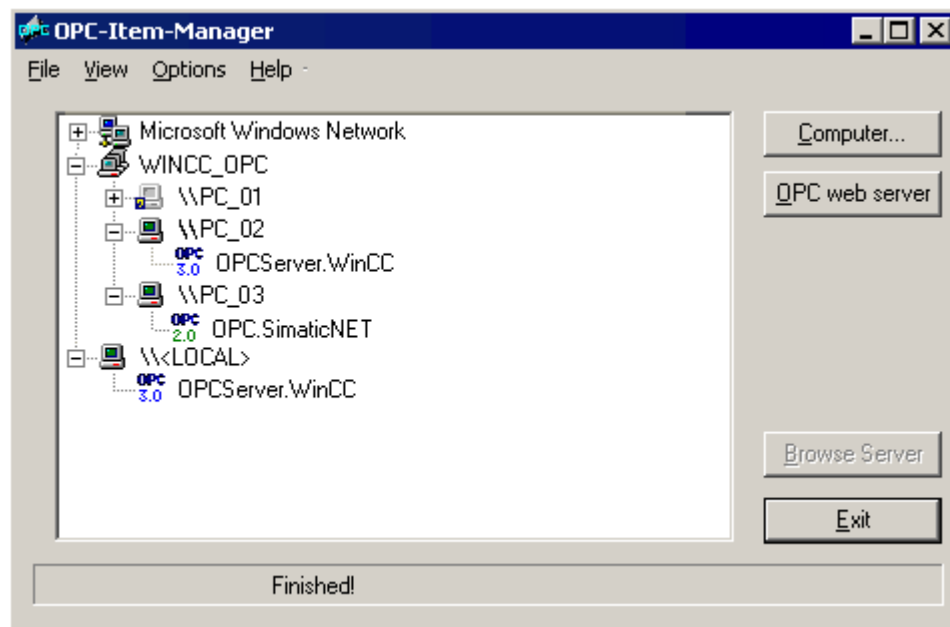 OPC-Item-Manager
File View Options Help
Microsoft Windows Network
WINCC_OPC
\\PC_01
\\PC_02
OPC 3.0 OPCServer.WinCC
\\PC_03
OPC 2.0 OPC.SimaticNET
\\<LOCAL>
OPC 3.0 OPCServer.WinCC
Computer...
OPC web server
Browse Server
Exit
Finished!